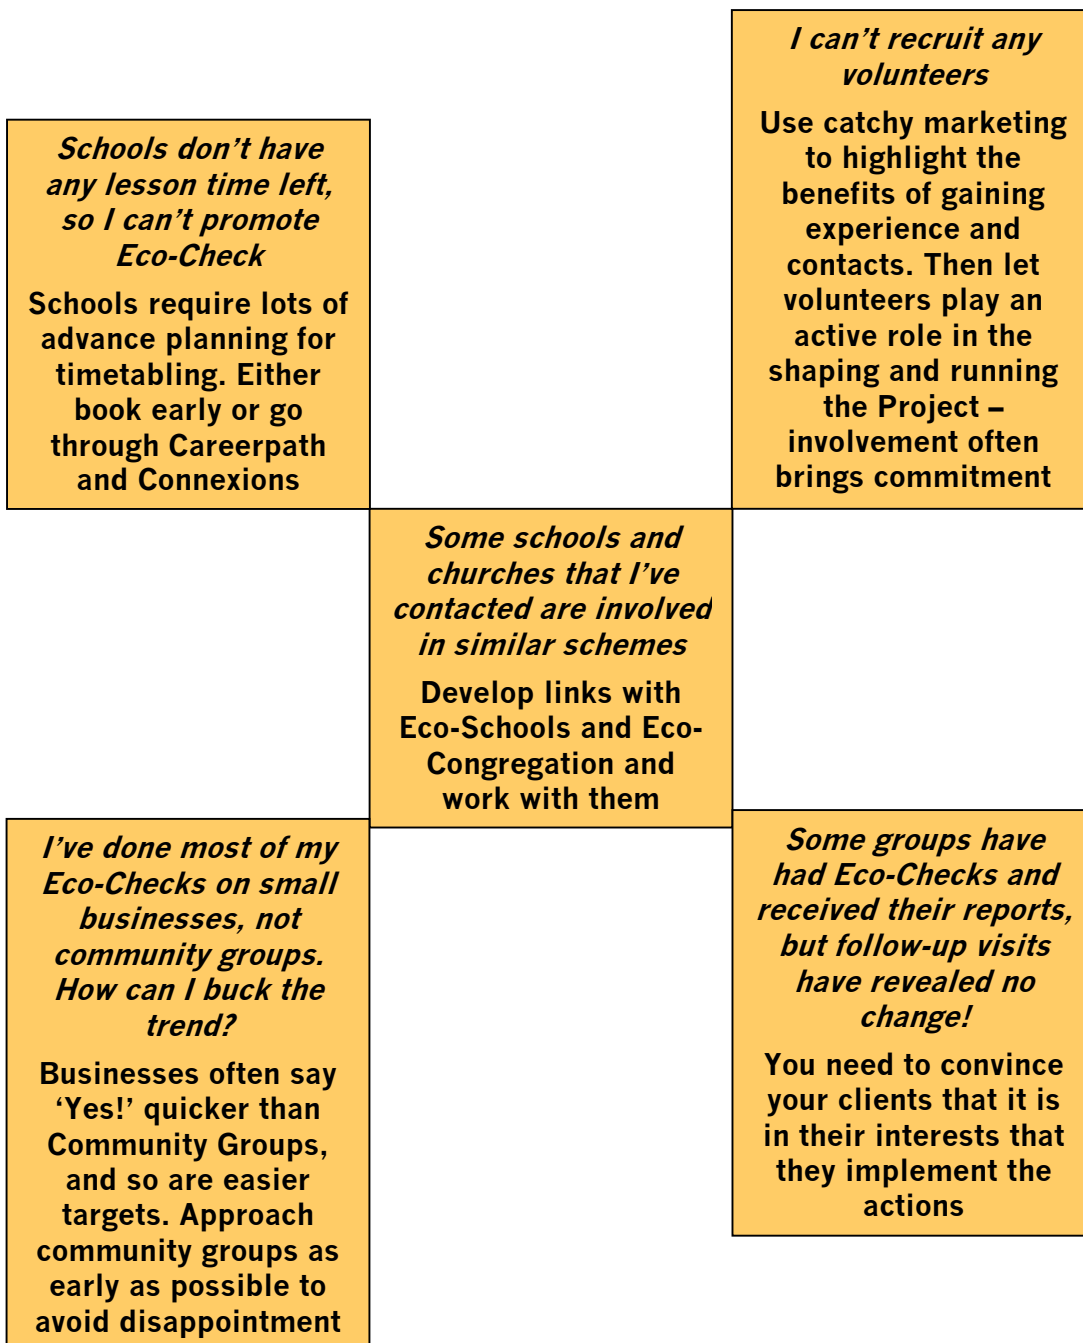 Schools don’t have
any lesson time left,
so I can’t promote
Eco-Check
Schools require lots of
advance planning for
timetabling. Either
book early or go
through Careerpath
and Connexions
I can’t recruit any
volunteers
Use catchy marketing
to highlight the
benefits of gaining
experience and
contacts. Then let
volunteers play an
active role in the
shaping and running
the Project –
involvement often
brings commitment
Some schools and
churches that I’ve
contacted are involved
in similar schemes
Develop links with
Eco-Schools and Eco-
Congregation and
work with them
I’ve done most of my
Eco-Checks on small
businesses, not
community groups.
How can I buck the
trend?
Businesses often say
‘Yes!’ quicker than
Community Groups,
and so are easier
targets. Approach
community groups as
early as possible to
avoid disappointment
Some groups have
had Eco-Checks and
received their reports,
but follow-up visits
have revealed no
change!
You need to convince
your clients that it is
in their interests that
they implement the
actions